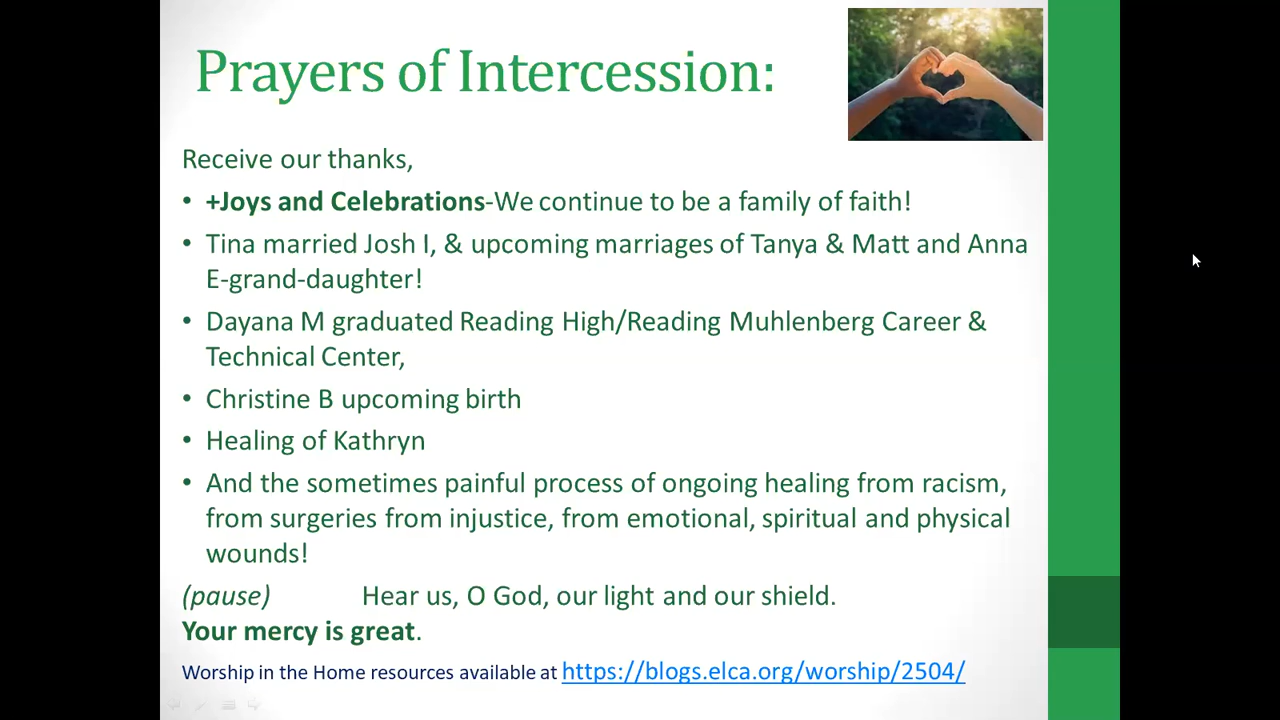 Prayers of Intercession:
Receive our thanks,
• +Joys and Celebrations-We continue to be a family of faith!
• Tina married Josh I, & upcoming marriages of Tanya & Matt and Anna
E-grand-daughter!
• Dayana M graduated Reading High/Reading Muhlenberg Career &
Technical Center,
• Christine B upcoming birth
• Healing of Kathryn
• And the sometimes painful process of ongoing healing from racism,
from surgeries from injustice, from emotional, spiritual and physical
wounds!
(pause) Hear us, O God, our light and our shield.
Your mercy is great.
Worship in the Home resources available at https://blogs.elca.org/worship/2504/